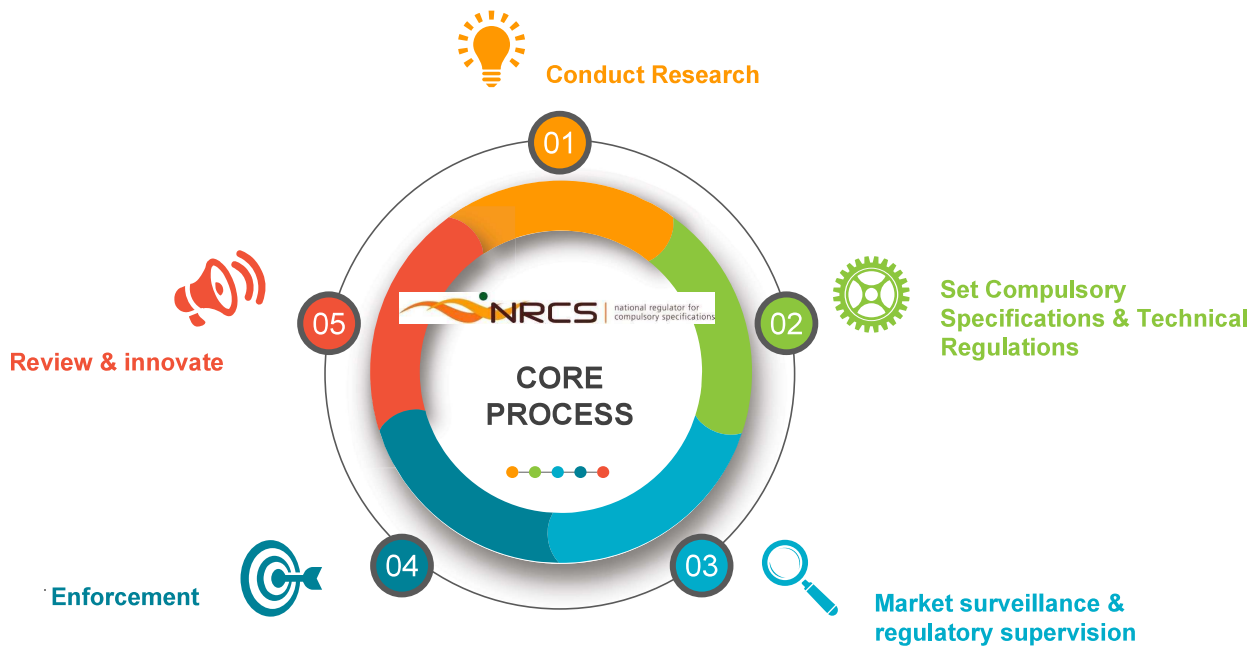 Conduct Research
01
02
Set Compulsory
Specifications & Technical
Regulations
05
Review & innovate
NRCS
national regulator for
compulsory specifications
CORE
PROCESS
04
Enforcement
03
Market surveillance &
regulatory supervision